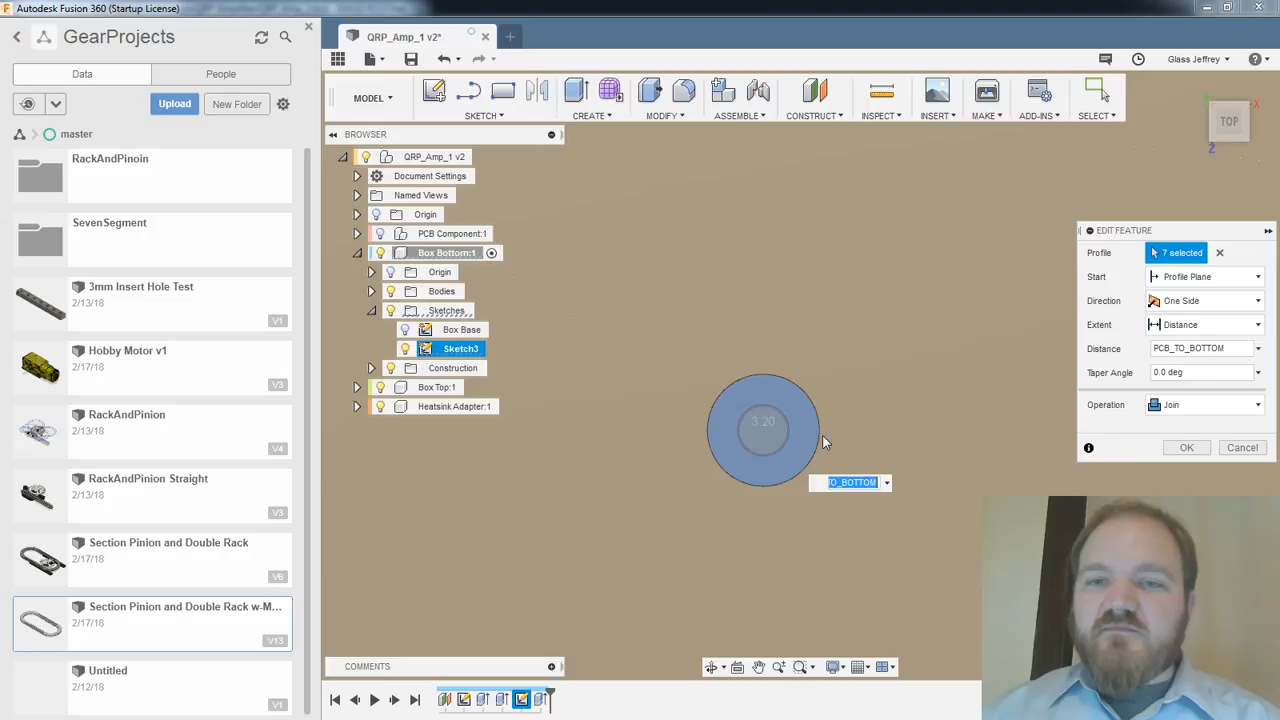 Autodesk Fusion 360 (Startup License)
GearProjects
Data
People
Upload
New Folder
master
RackAndPinoin
SevenSegment
3mm Insert Hole Test
2/13/18
V1
Hobby Motor v1
2/17/18
V3
RackAndPinion
2/13/18
V4
RackAndPinion Straight
2/13/18
V3
Section Pinion and Double Rack
2/17/18
V6
Section Pinion and Double Rack w-M...
2/17/18
V13
Untitled
2/12/18
V1
QRP_Amp_1 v2*
Glass Jeffrey
MODEL
SKETCH
CREATE
MODIFY
ASSEMBLE
CONSTRUCT
INSPECT
INSERT
MAKE
ADD-INS
SELECT
BROWSER
QRP_Amp_1 v2
Document Settings
Named Views
Origin
PCB Component:1
Box Bottom:1
Origin
Bodies
Sketches
Box Base
Sketch3
Construction
Box Top:1
Heatsink Adapter:1
3.20
TO_BOTTOM
X
TOP
Z
EDIT FEATURE
Profile 7 selected
Start Profile Plane
Direction One Side
Extent Distance
Distance PCB_TO_BOTTOM
Taper Angle 0.0 deg
Operation Join
OK Cancel
COMMENTS